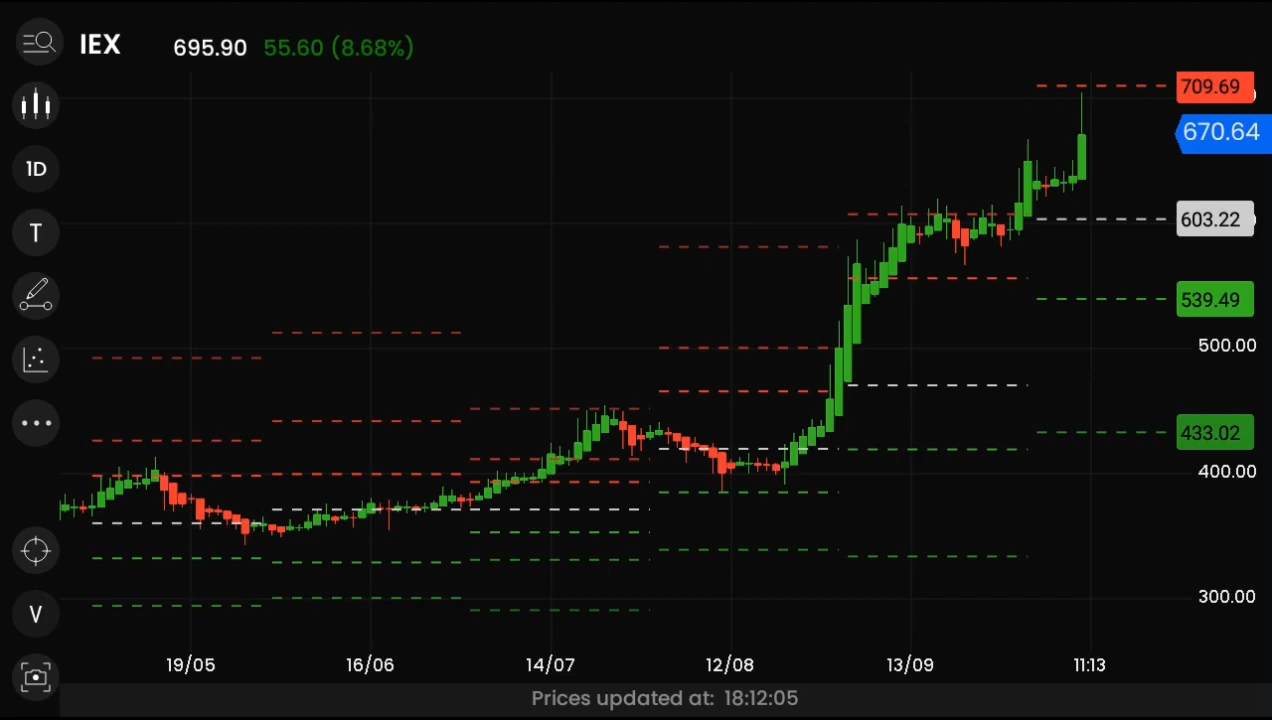 IEX 695.90 55.60 (8.68%)
709.69
670.64
1D
603.22
T
539.49
500.00
433.02
400.00
300.00
V
19/05 16/06 14/07 12/08 13/09 11:13
Prices updated at: 18:12:05